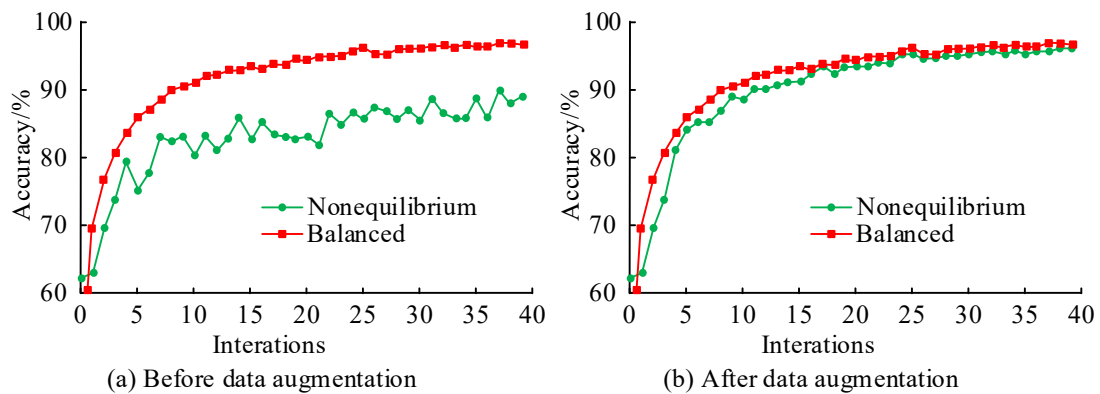 100
90
80
70
60
Accuracy/%
Nonequilibrium
Balanced
0 5 10 15 20 25 30 35 40
Interations
(a) Before data augmentation
100
90
80
70
60
Accuracy/%
Nonequilibrium
Balanced
0 5 10 15 20 25 30 35 40
Interations
(b) After data augmentation